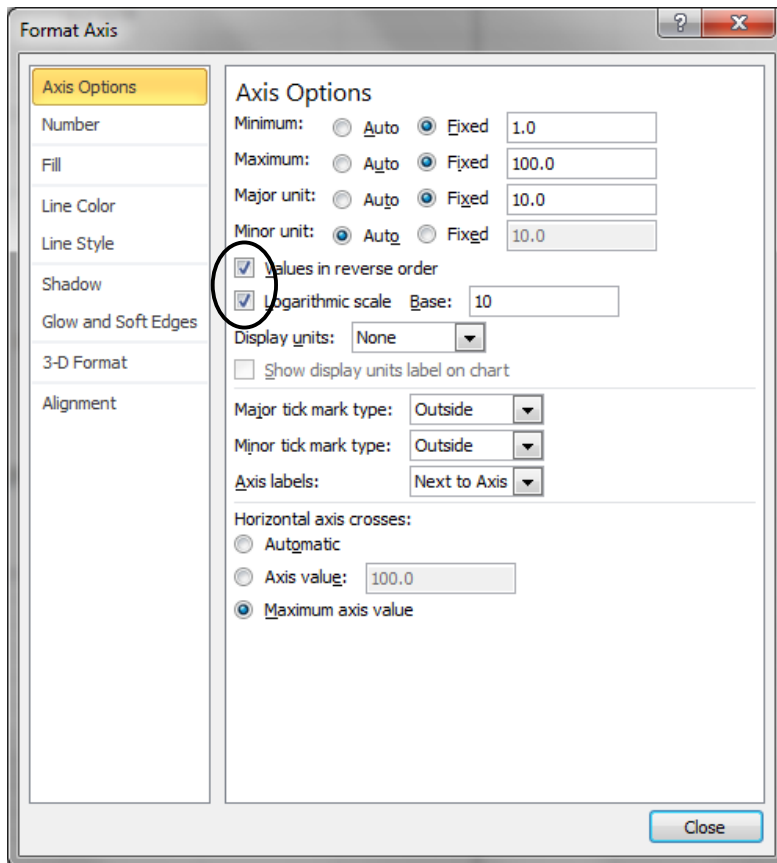 Format Axis
? X
Axis Options
Number
Fill
Line Color
Line Style
Shadow
Glow and Soft Edges
3-D Format
Alignment
Axis Options
Minimum: Auto Fixed 1.0
Maximum: Auto Fixed 100.0
Major unit: Auto Fixed 10.0
Minor unit: Auto Fixed 10.0
Values in reverse order
Logarithmic scale Base: 10
Display units: None
Show display units label on chart
Major tick mark type: Outside
Minor tick mark type: Outside
Axis labels: Next to Axis
Horizontal axis crosses:
Automatic
Axis value: 100.0
Maximum axis value
Close